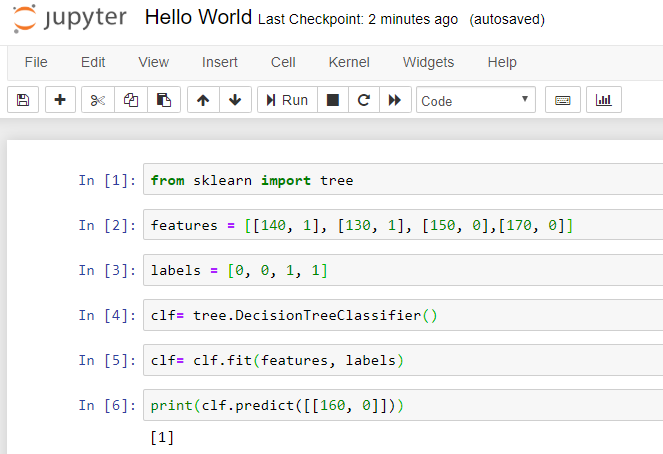 jupyter Hello World Last Checkpoint: 2 minutes ago (autosaved)
File Edit View Insert Cell Kernel Widgets Help
Run Code
In [1]: from sklearn import tree
In [2]: features = [[140, 1], [130, 1], [150, 0],[170, 0]]
In [3]: labels = [0, 0, 1, 1]
In [4]: clf= tree.DecisionTreeClassifier()
In [5]: clf= clf.fit(features, labels)
In [6]: print(clf.predict([[160, 0]]))
[1]